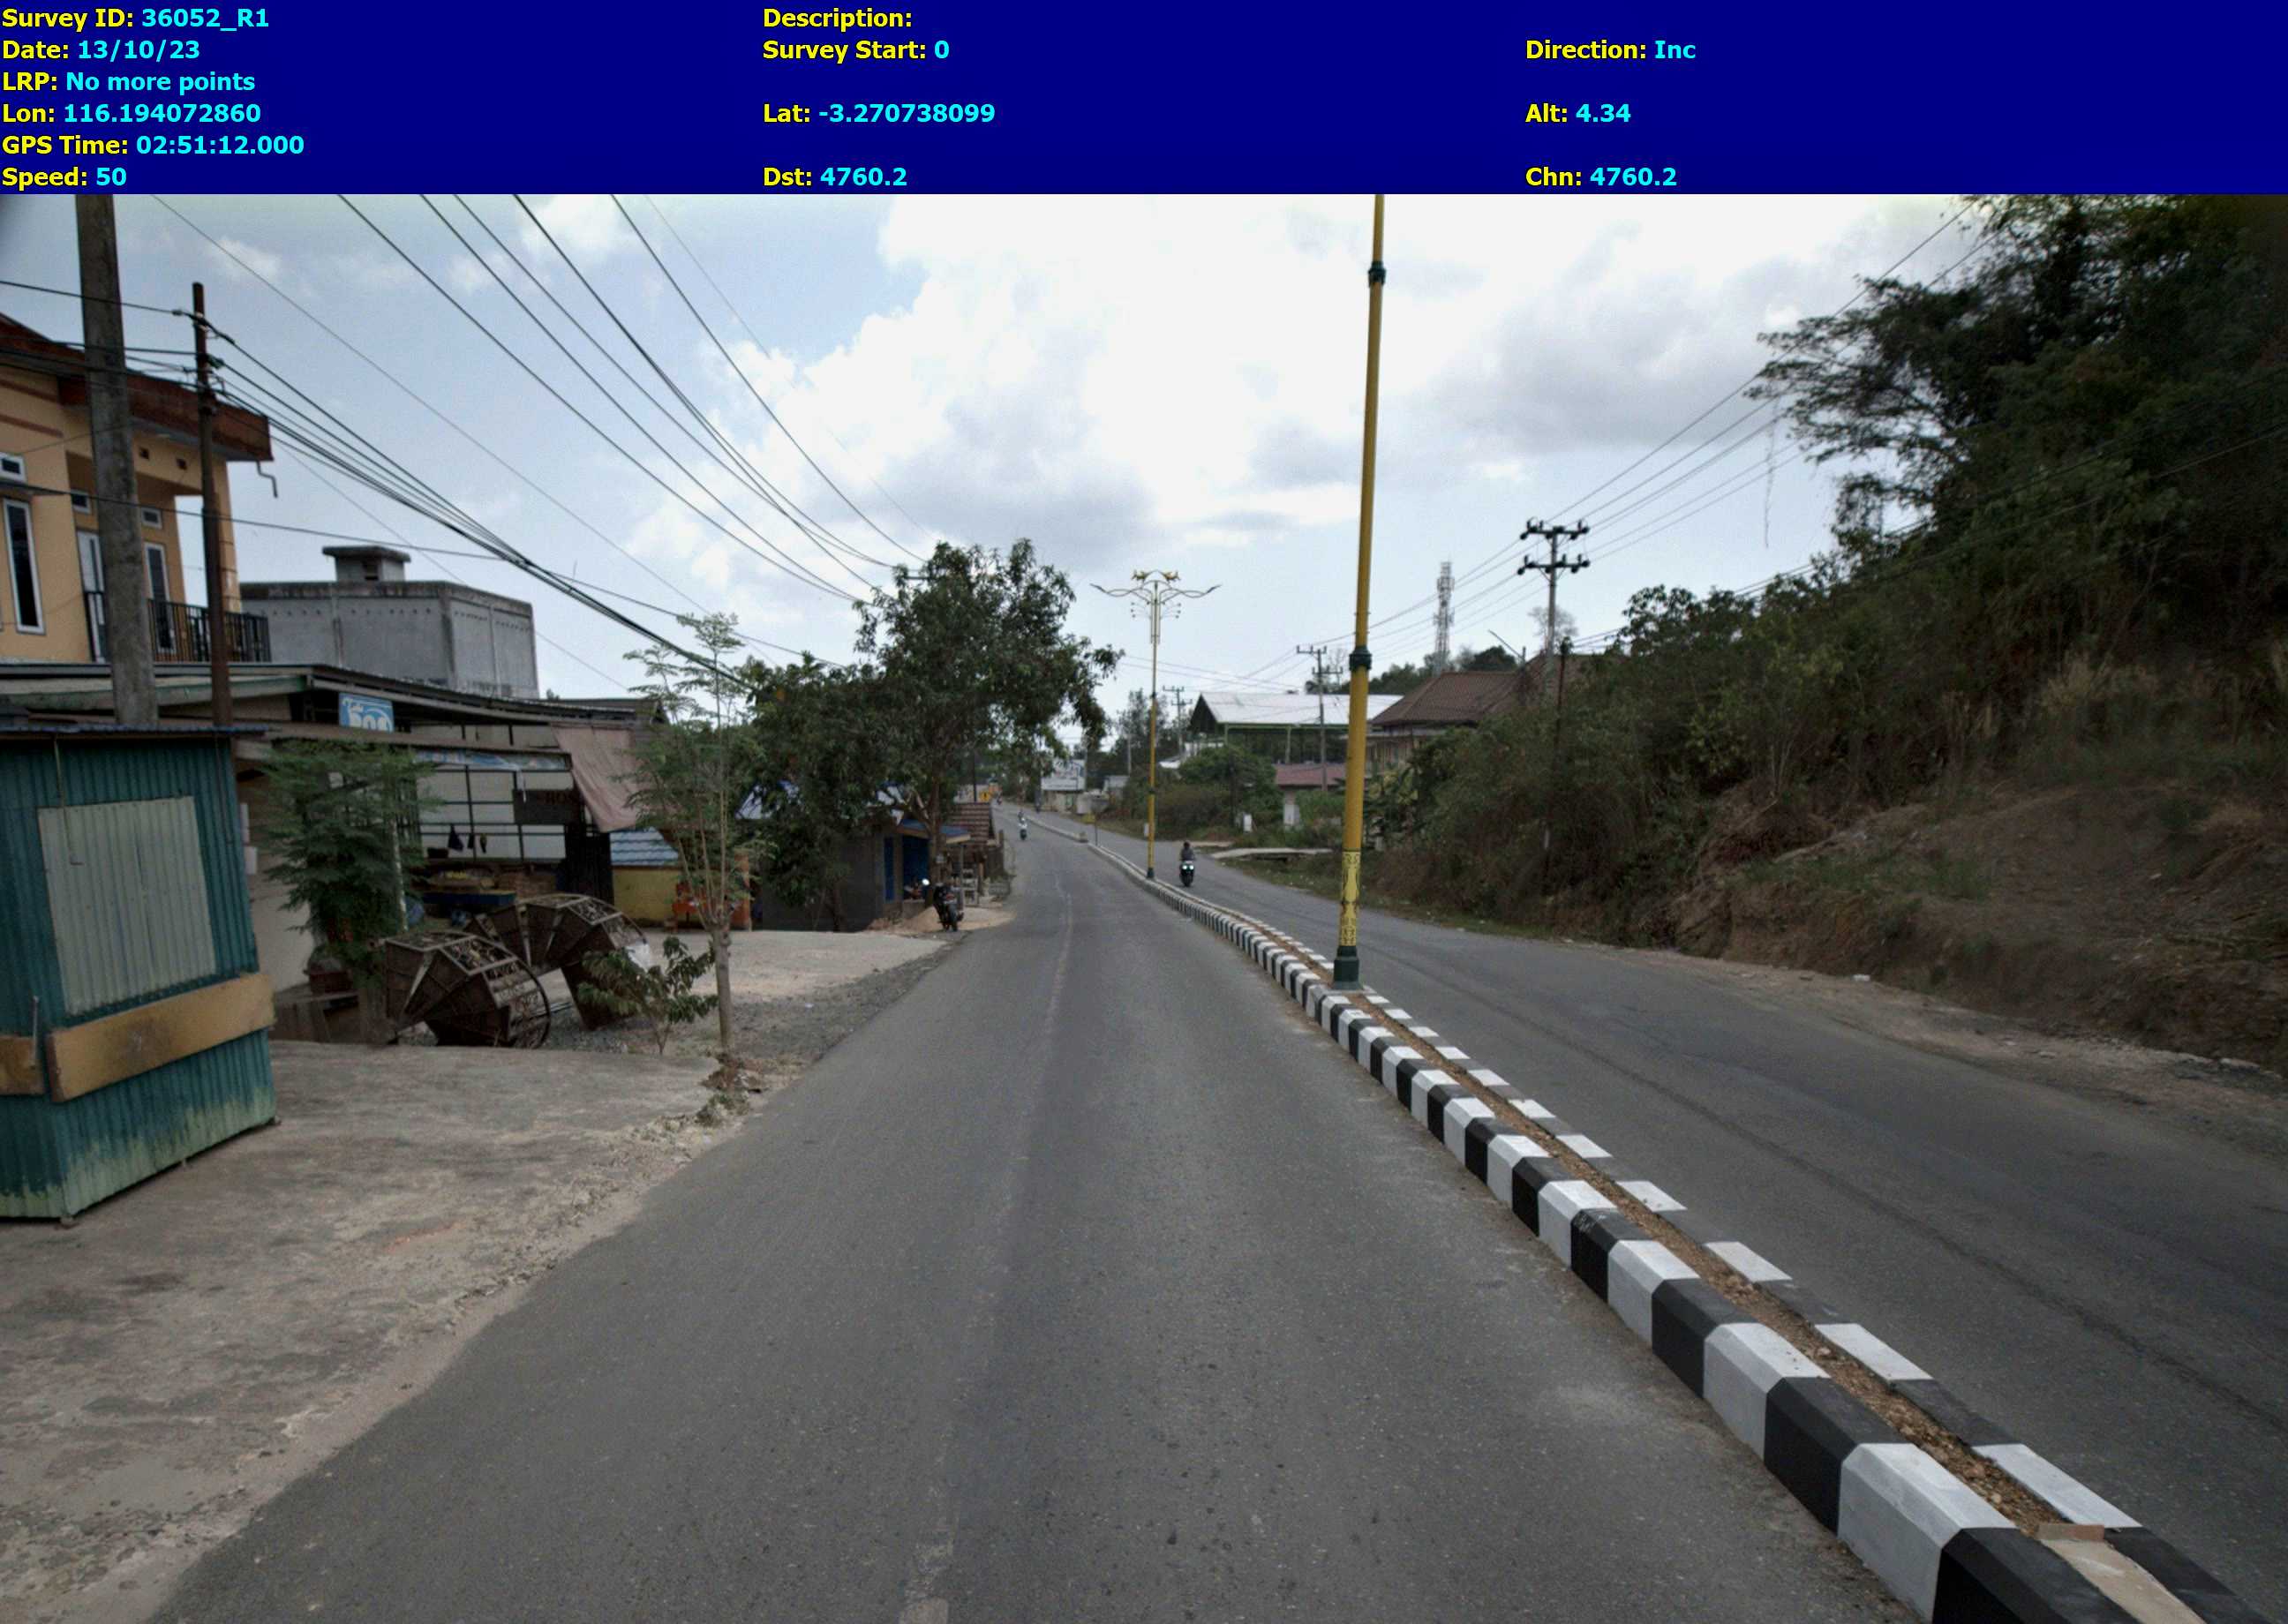 Survey ID: 36052_R1
Description:
Date: 13/10/23
Survey Start: 0
Direction: Inc
LRP: No more points
Lon: 116.194072860
Lat: -3.270738099
Alt: 4.34
GPS Time: 02:51:12.000
Speed: 50
Dst: 4760.2
Chn: 4760.2